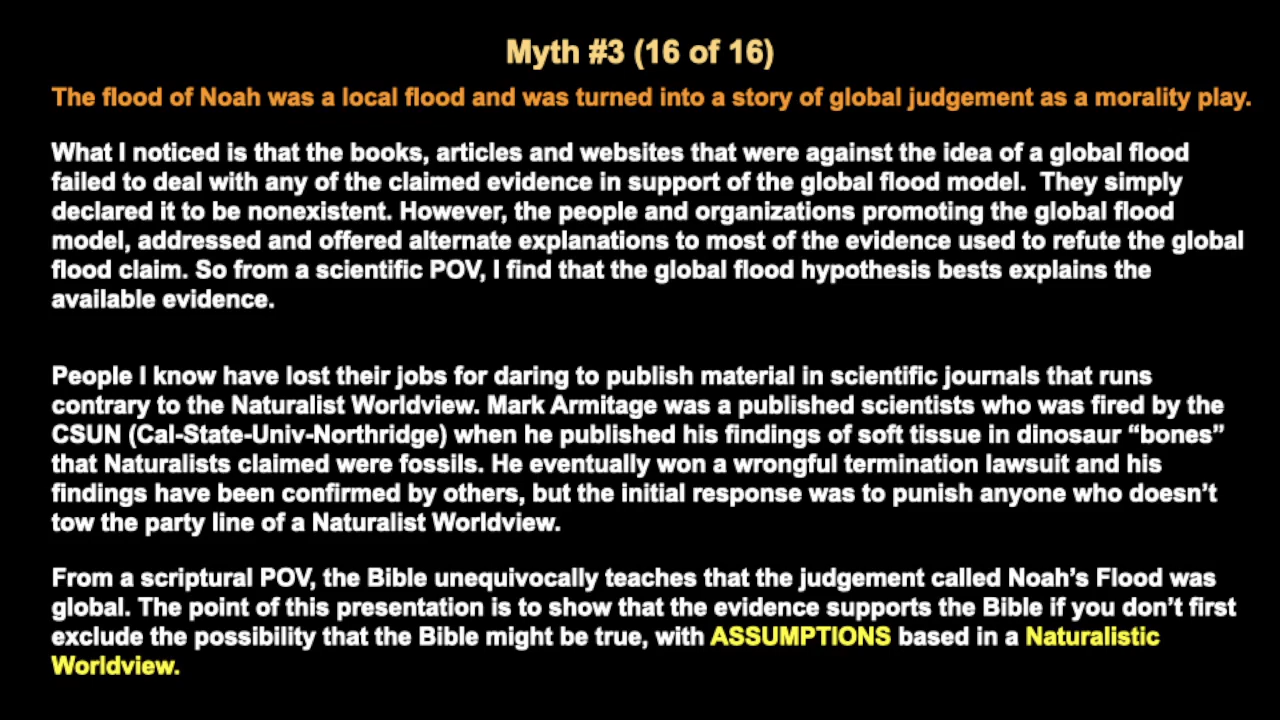 Myth #3 (16 of 16)
The flood of Noah was a local flood and was turned into a story of global judgement as a morality play.
What I noticed is that the books, articles and websites that were against the idea of a global flood
failed to deal with any of the claimed evidence in support of the global flood model.  They simply
declared it to be nonexistent. However, the people and organizations promoting the global flood
model, addressed and offered alternate explanations to most of the evidence used to refute the global
flood claim. So from a scientific POV, I find that the global flood hypothesis bests explains the
available evidence.
People I know have lost their jobs for daring to publish material in scientific journals that runs
contrary to the Naturalist Worldview. Mark Armitage was a published scientists who was fired by the
CSUN (Cal-State-Univ-Northridge) when he published his findings of soft tissue in dinosaur “bones”
that Naturalists claimed were fossils. He eventually won a wrongful termination lawsuit and his
findings have been confirmed by others, but the initial response was to punish anyone who doesn’t
tow the party line of a Naturalist Worldview.
From a scriptural POV, the Bible unequivocally teaches that the judgement called Noah’s Flood was
global. The point of this presentation is to show that the evidence supports the Bible if you don’t first
exclude the possibility that the Bible might be true, with ASSUMPTIONS based in a Naturalistic
Worldview.